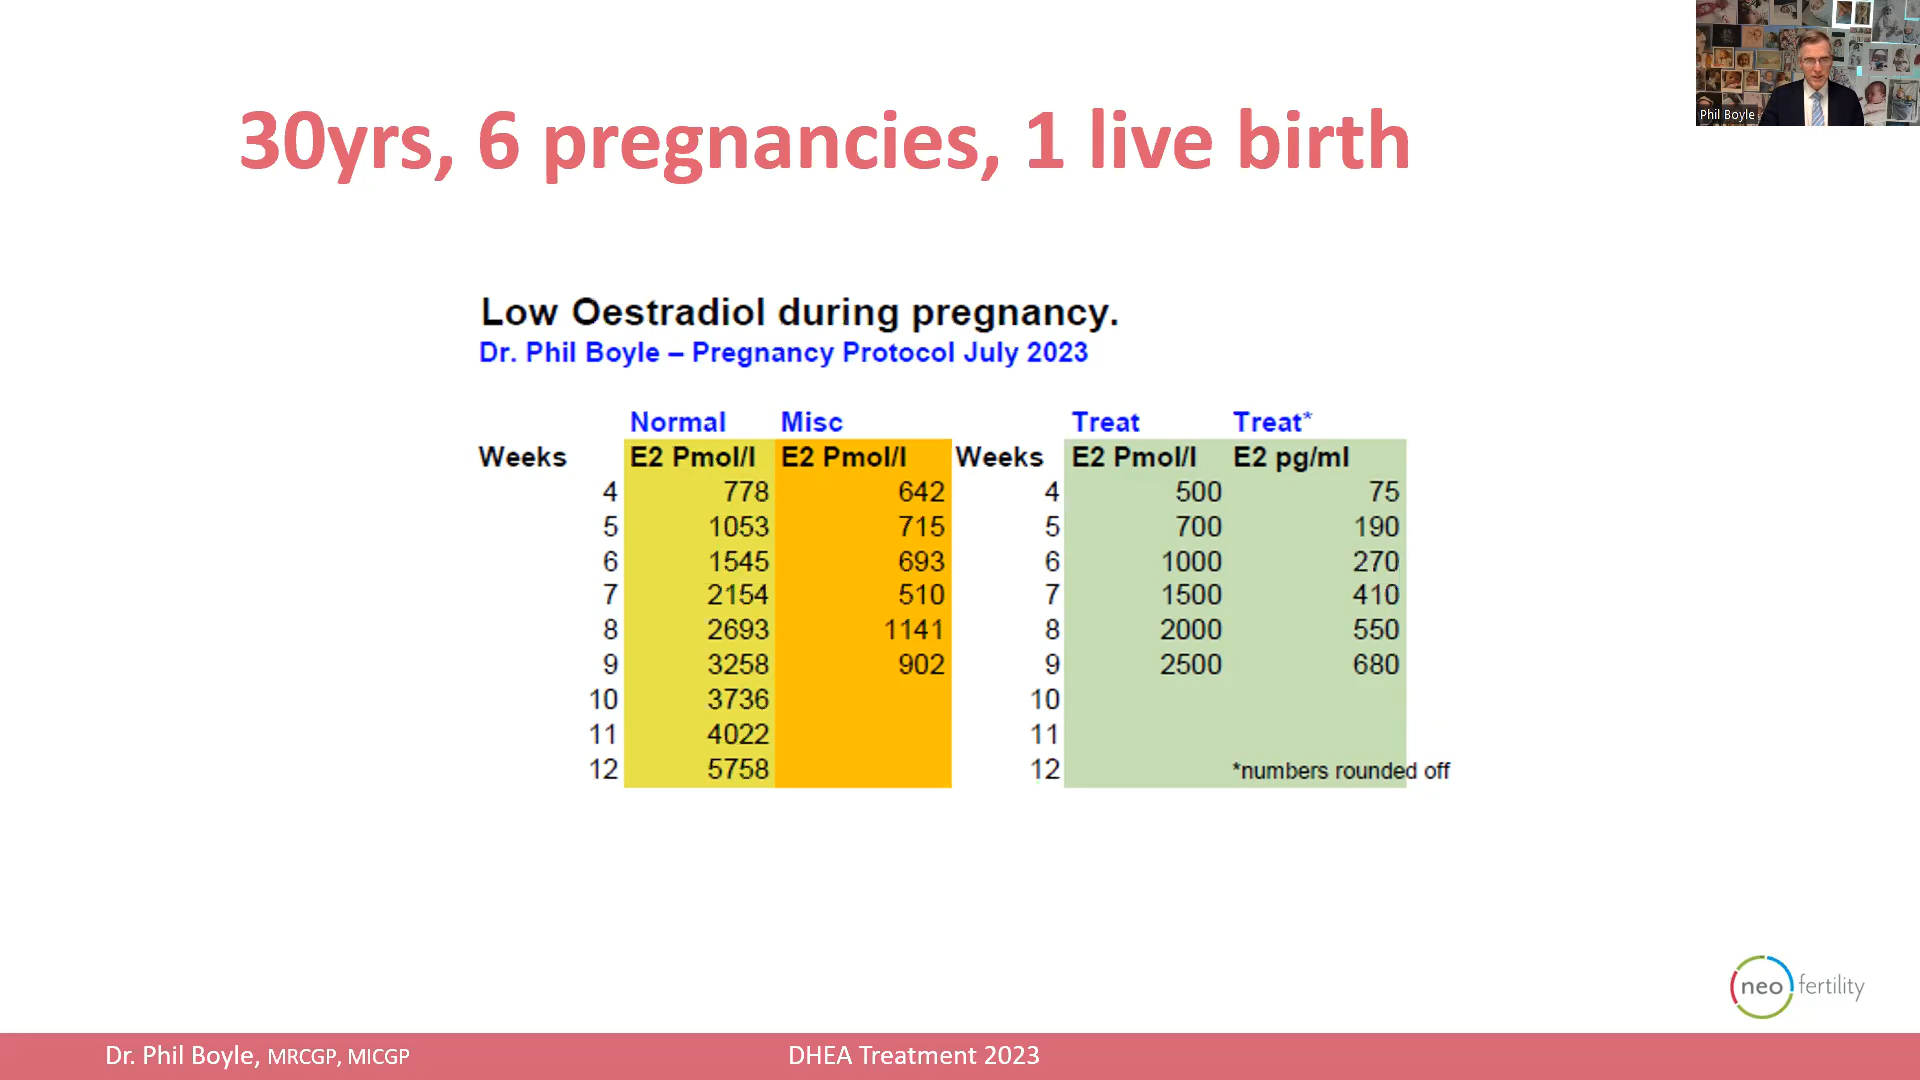 Phil Boyle
30yrs, 6 pregnancies, 1 live birth
Low Oestradiol during pregnancy.
Dr. Phil Boyle – Pregnancy Protocol July 2023
Normal Misc Treat Treat*
Weeks E2 Pmol/l E2 Pmol/l Weeks E2 Pmol/l E2 pg/ml
4 778 642 4 500 75
5 1053 715 5 700 190
6 1545 693 6 1000 270
7 2154 510 7 1500 410
8 2693 1141 8 2000 550
9 3258 902 9 2500 680
10 3736 10
11 4022 11
12 5758 12 *numbers rounded off
neo fertility
Dr. Phil Boyle, MRCGP, MICGP DHEA Treatment 2023